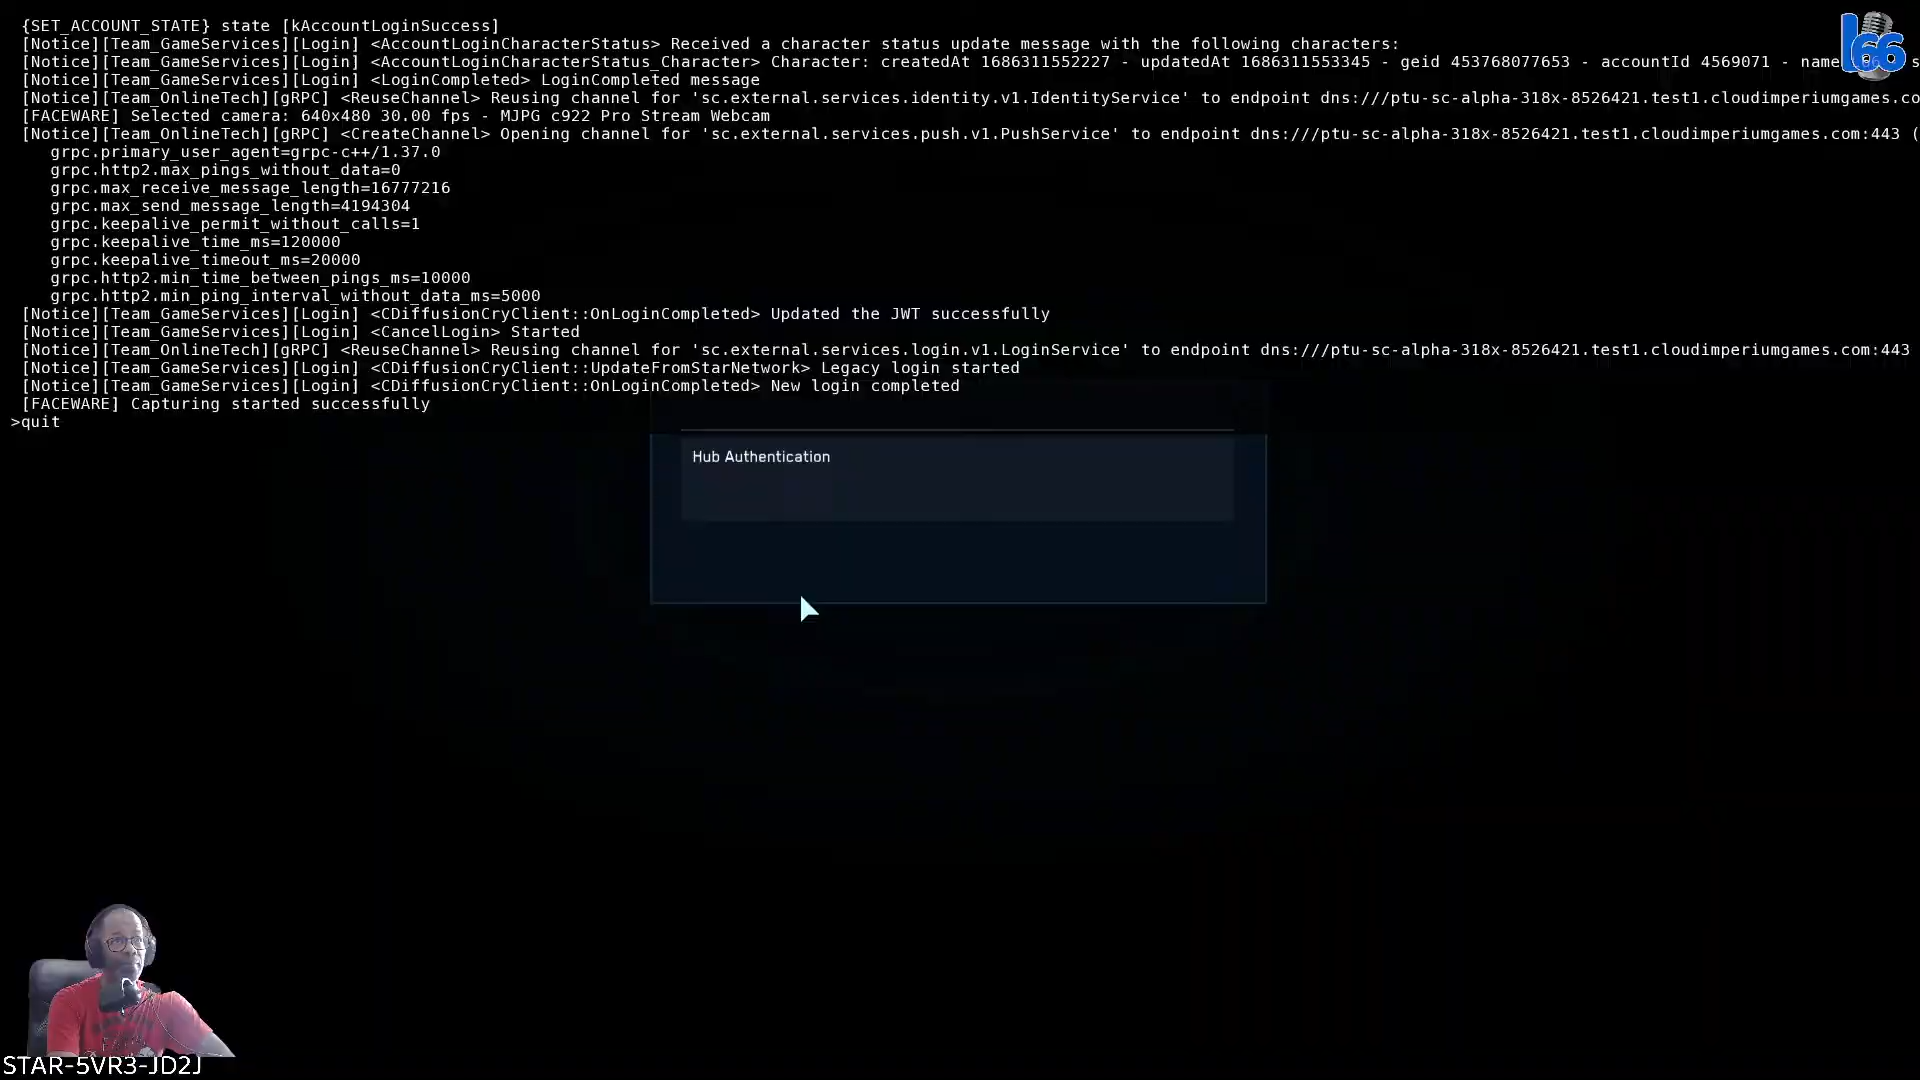 {SET_ACCOUNT_STATE} state [kAccountLoginSuccess]
[Notice][Team_GameServices][Login] <AccountLoginCharacterStatus> Received a character status update message with the following characters:
[Notice][Team_GameServices][Login] <AccountLoginCharacterStatus_Character> Character: createdAt 1686311552227 - updatedAt 1686311553345 - geid 453768077653 - accountId 4569071 - name
[Notice][Team_GameServices][Login] <LoginCompleted> LoginCompleted message
[Notice][Team_OnlineTech][gRPC] <ReuseChannel> Reusing channel for 'sc.external.services.identity.v1.IdentityService' to endpoint dns:///ptu-sc-alpha-318x-8526421.test1.cloudimperiumgames.co
[FACEWARE] Selected camera: 640x480 30.00 fps - MJPG c922 Pro Stream Webcam
[Notice][Team_OnlineTech][gRPC] <CreateChannel> Opening channel for 'sc.external.services.push.v1.PushService' to endpoint dns:///ptu-sc-alpha-318x-8526421.test1.cloudimperiumgames.com:443 (
grpc.primary_user_agent=grpc-c++/1.37.0
grpc.http2.max_pings_without_data=0
grpc.max_receive_message_length=16777216
grpc.max_send_message_length=4194304
grpc.keepalive_permit_without_calls=1
grpc.keepalive_time_ms=120000
grpc.keepalive_timeout_ms=20000
grpc.http2.min_time_between_pings_ms=10000
grpc.http2.min_ping_interval_without_data_ms=5000
[Notice][Team_GameServices][Login] <CDiffusionCryClient::OnLoginCompleted> Updated the JWT successfully
[Notice][Team_GameServices][Login] <CancelLogin> Started
[Notice][Team_OnlineTech][gRPC] <ReuseChannel> Reusing channel for 'sc.external.services.login.v1.LoginService' to endpoint dns:///ptu-sc-alpha-318x-8526421.test1.cloudimperiumgames.com:443
[Notice][Team_GameServices][Login] <CDiffusionCryClient::UpdateFromStarNetwork> Legacy login started
[Notice][Team_GameServices][Login] <CDiffusionCryClient::OnLoginCompleted> New login completed
[FACEWARE] Capturing started successfully
>quit
Hub Authentication
L66
STAR-5VR3-JD2J